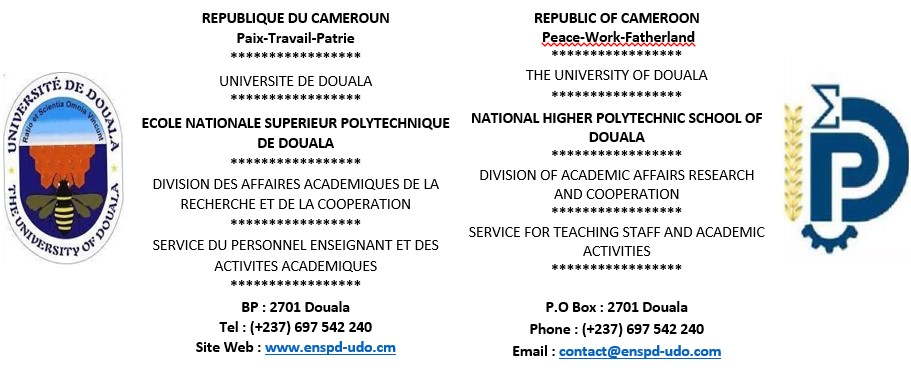 REPUBLIQUE DU CAMEROUN
Paix-Travail-Patrie
*****************
UNIVERSITE DE DOUALA
*****************
ECOLE NATIONALE SUPERIEUR POLYTECHNIQUE
DE DOUALA
*****************
DIVISION DES AFFAIRES ACADEMIQUES DE LA
RECHERCHE ET DE LA COOPERATION
*****************
SERVICE DU PERSONNEL ENSEIGNANT ET DES
ACTIVITES ACADEMIQUES
*****************
BP : 2701 Douala
Tel : (+237) 697 542 240
Site Web : www.enspd-udo.cm
REPUBLIC OF CAMEROON
Peace-Work-Fatherland
*****************
THE UNIVERSITY OF DOUALA
*****************
NATIONAL HIGHER POLYTECHNIC SCHOOL OF
DOUALA
*****************
DIVISION OF ACADEMIC AFFAIRS RESEARCH
AND COOPERATION
*****************
SERVICE FOR TEACHING STAFF AND ACADEMIC
ACTIVITIES
*****************
P.O Box : 2701 Douala
Phone : (+237) 697 542 240
Email : contact@enspd-udo.com
UNIVERSITÉ DE DOUALA
Ratio et Scientia Omnia Vincunt
THE UNIVERSITY OF DOUALA
Σ
D
P